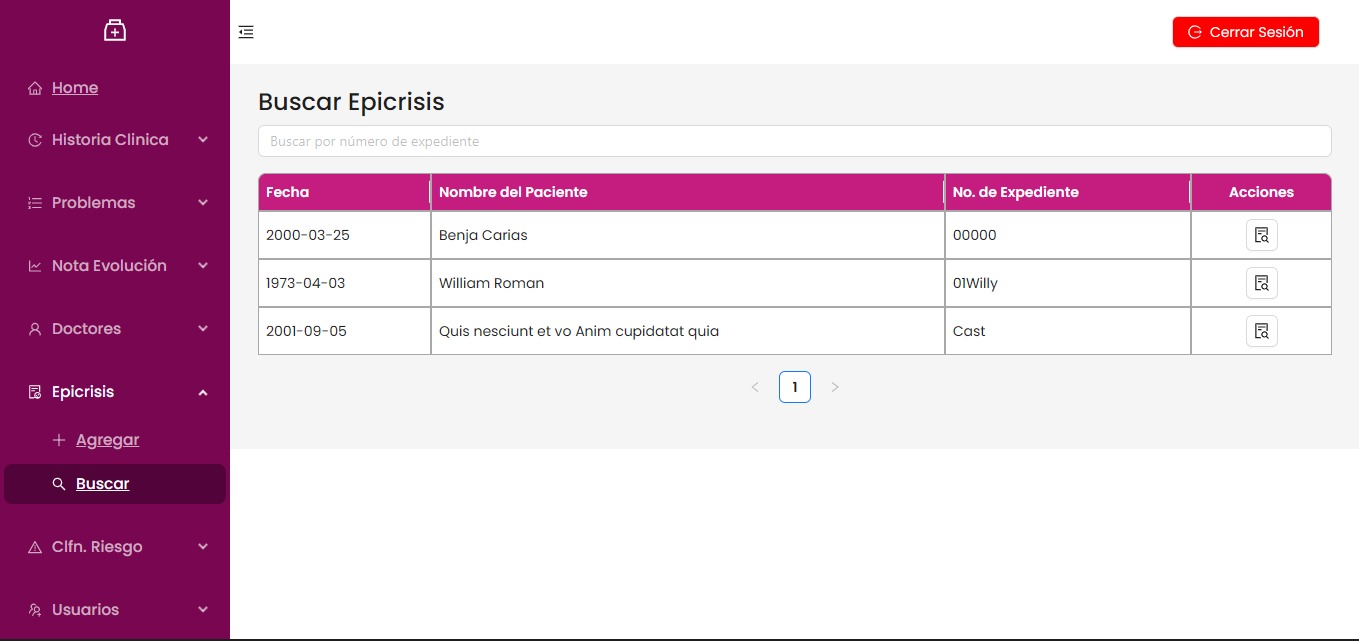 Home
Historia Clinica
Problemas
Nota Evolución
Doctores
Epicrisis
Agregar
Buscar
Clfn. Riesgo
Usuarios
Cerrar Sesión
Buscar Epicrisis
Buscar por número de expediente
Fecha Nombre del Paciente No. de Expediente Acciones
2000-03-25 Benja Carias 00000
1973-04-03 William Roman 01Willy
2001-09-05 Quis nesciunt et vo Anim cupidatat quia Cast
< 1 >